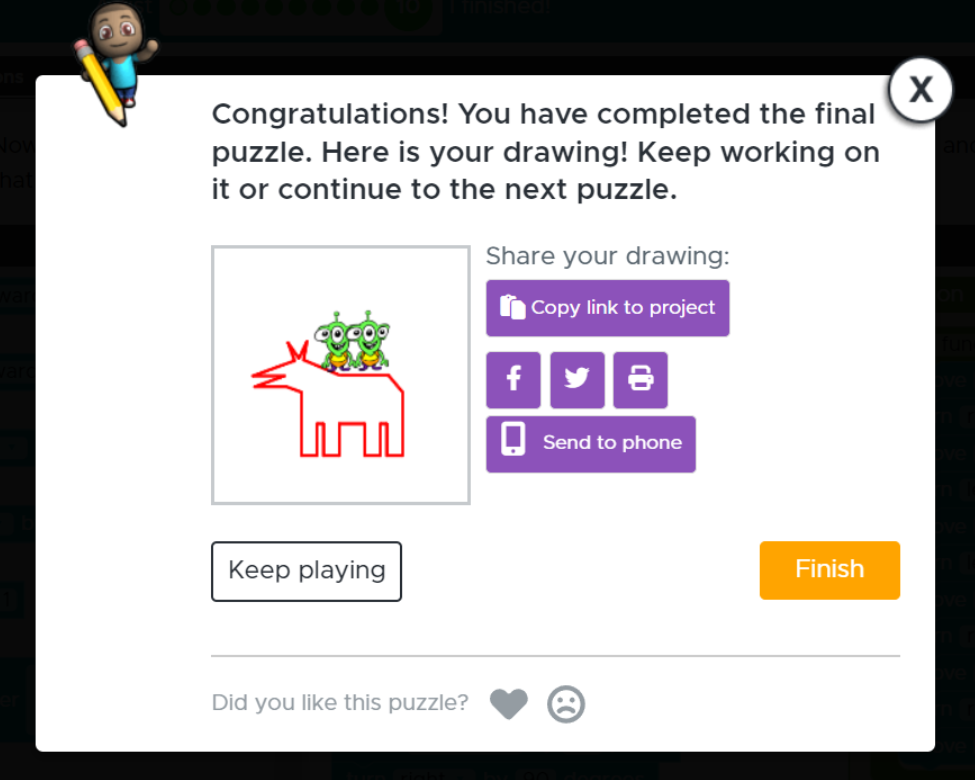 10 I finished!
X
Congratulations! You have completed the final
puzzle. Here is your drawing! Keep working on
it or continue to the next puzzle.
Share your drawing:
Copy link to project
Send to phone
Keep playing
Finish
Did you like this puzzle?